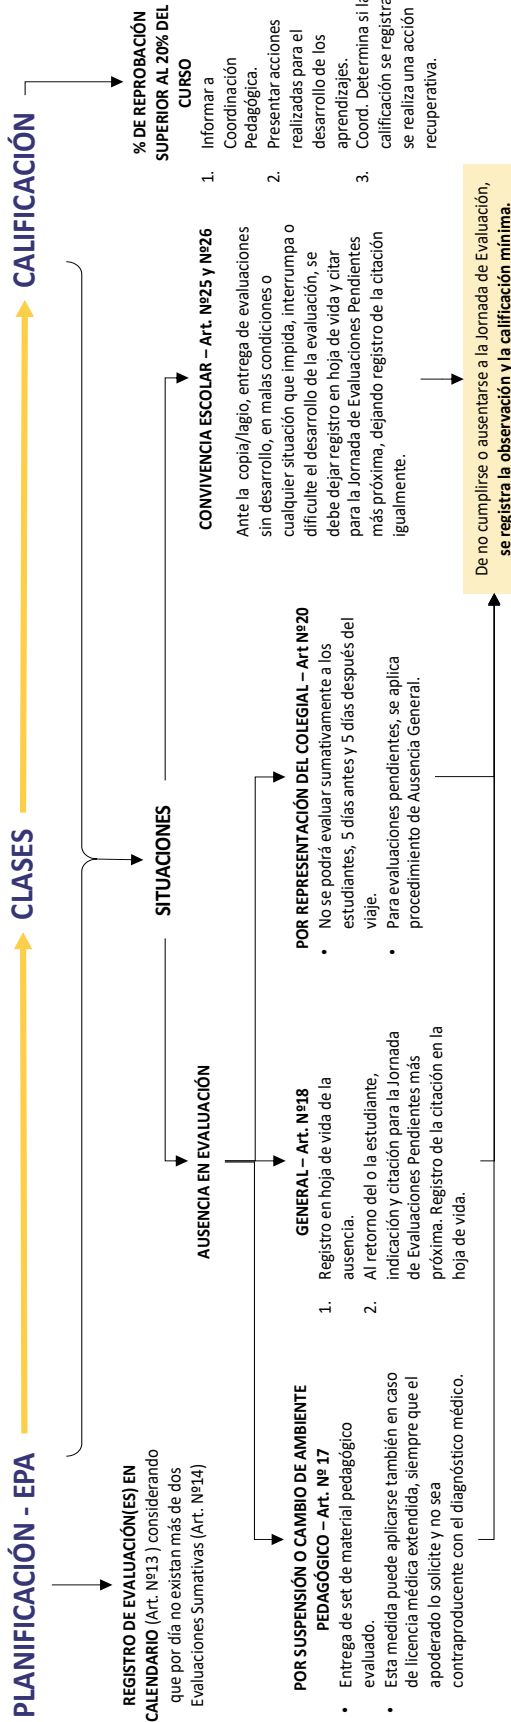 PLANIFICACIÓN - EPA
CLASES
CALIFICACIÓN
REGISTRO DE EVALUACIÓN(ES) EN
CALENDARIO (Art. Nº13 ) considerando
que por día no existan más de dos
Evaluaciones Sumativas (Art. Nº14)
SITUACIONES
% DE REPROBACIÓN
SUPERIOR AL 20% DEL
CURSO
1. Informar a
Coordinación
Pedagógica.
2. Presentar acciones
realizadas para el
desarrollo de los
aprendizajes.
3. Coord. Determina si la
calificación se registra
se realiza una acción
recuperativa.
AUSENCIA EN EVALUACIÓN
CONVIVENCIA ESCOLAR – Art. Nº25 y Nº26
Ante la copia/lagio, entrega de evaluaciones
sin desarrollo, en malas condiciones o
cualquier situación que impida, interrumpa o
dificulte el desarrollo de la evaluación, se
debe dejar registro en hoja de vida y citar
para la Jornada de Evaluaciones Pendientes
más próxima, dejando registro de la citación
igualmente.
POR SUSPENSIÓN O CAMBIO DE AMBIENTE
PEDAGÓGICO – Art. Nº 17
• Entrega de set de material pedagógico
evaluado.
• Esta medida puede aplicarse también en caso
de licencia médica extendida, siempre que el
apoderado lo solicite y no sea
contraproducente con el diagnóstico médico.
GENERAL – Art. Nº18
1. Registro en hoja de vida de la
ausencia.
2. Al retorno del o la estudiante,
indicación y citación para la Jornada
de Evaluaciones Pendientes más
próxima. Registro de la citación en la
hoja de vida.
POR REPRESENTACIÓN DEL COLEGIAL – Art Nº20
• No se podrá evaluar sumativamente a los
estudiantes, 5 días antes y 5 días después del
viaje.
• Para evaluaciones pendientes, se aplica
procedimiento de Ausencia General.
De no cumplirse o ausentarse a la Jornada de Evaluación,
se registra la observación y la calificación mínima.